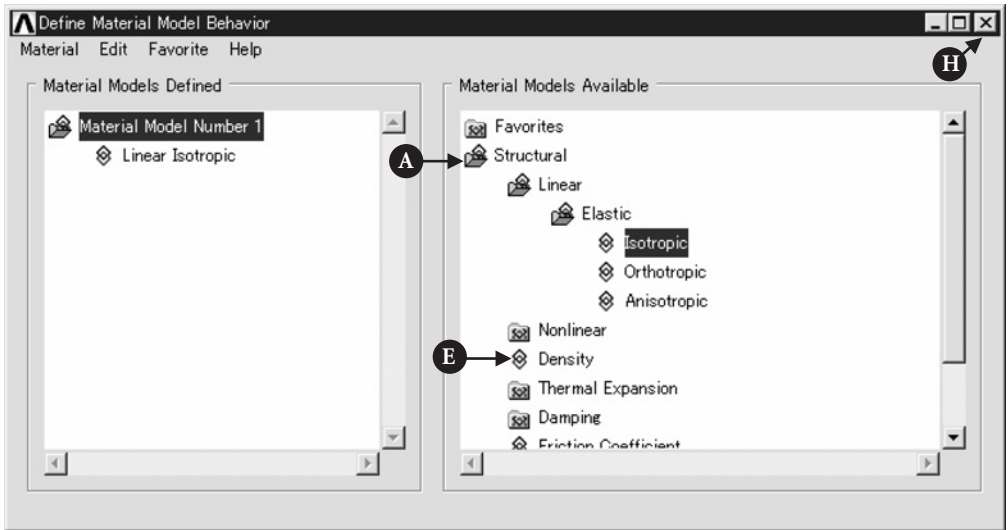 Define Material Model Behavior
H
Material Edit Favorite Help
Material Models Defined
Material Model Number 1
Linear Isotropic
Material Models Available
Favorites
A
Structural
Linear
Elastic
Isotropic
Orthotropic
Anisotropic
Nonlinear
E
Density
Thermal Expansion
Damping
Friction Coefficient